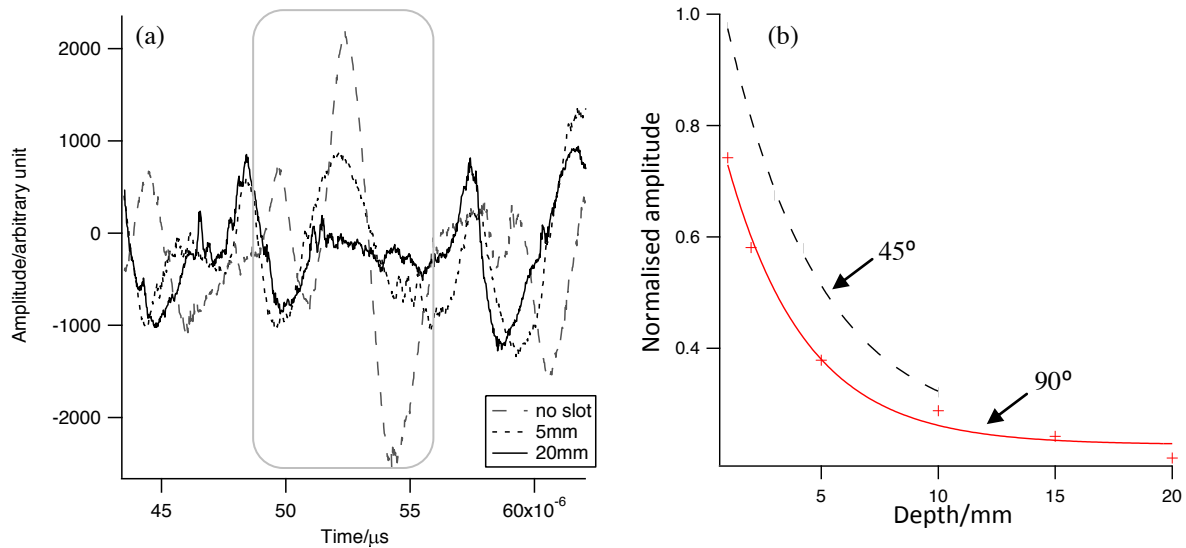 (a)
2000
1000
0
-1000
-2000
Amplitude/arbitrary unit
no slot
5mm
20mm
45
50
55
60x10⁻⁶
Time/μs
(b)
1.0
0.8
0.6
0.4
Normalised amplitude
45º
90º
5
10
15
20
Depth/mm